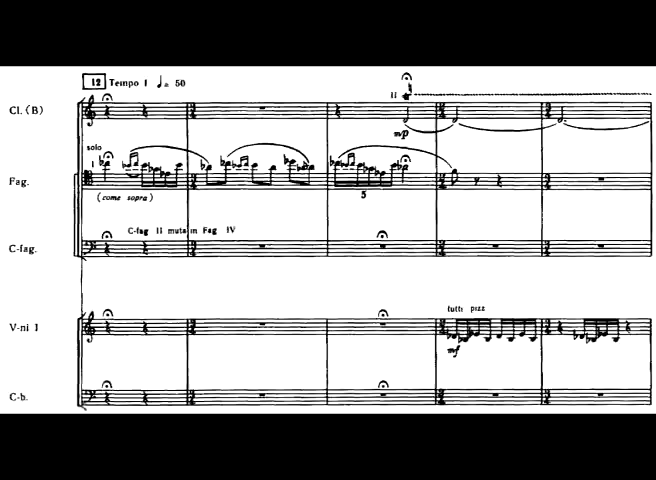 12 Tempo I ♩= 50
II
Cl. (B)
mp
solo
I
Fag.
(come sopra)
5
C-fag II muta in Fag IV
C-fag.
tutti pizz
V-ni I
mf
C-b.